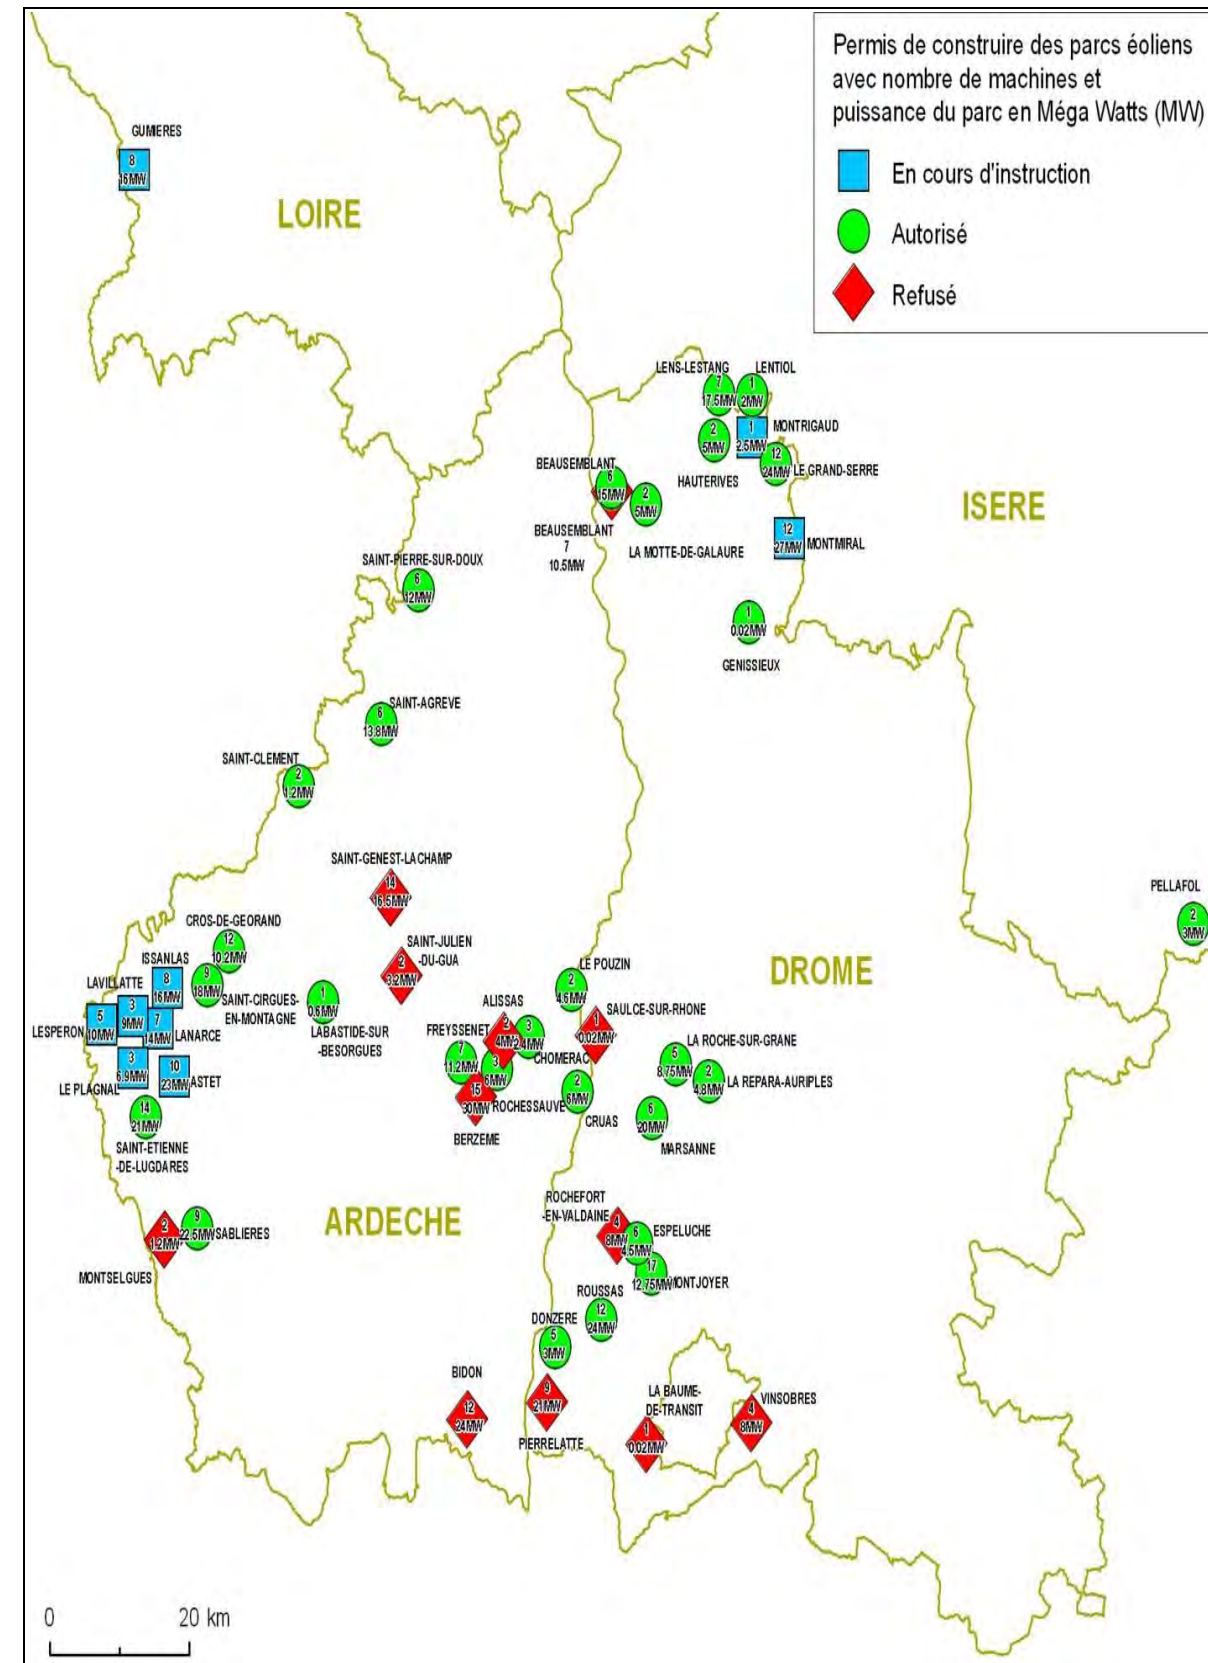 Permis de construire des parcs éoliens
avec nombre de machines et
puissance du parc en Méga Watts (MW)
En cours d'instruction
Autorisé
Refusé
GUMIERES
8
16MW
LOIRE
LENS-LESTANG
7
17.5MW
LENTIOL
1
2MW
MONTRIGAUD
1
2.5MW
2
5MW
HAUTERIVES
12
24MW
LE GRAND-SERRE
BEAUSEMBLANT
6
15MW
BEAUSEMBLANT
7
10.5MW
2
5MW
LA MOTTE-DE-GALAURE
ISERE
12
27MW
MONTMIRAL
SAINT-PIERRE-SUR-DOUX
6
12MW
1
0.02MW
GENISSIEUX
SAINT-AGREVE
6
13.8MW
SAINT-CLEMENT
2
1.2MW
SAINT-GENEST-LACHAMP
14
16.5MW
PELLAFOL
2
3MW
CROS-DE-GEORAND
12
10.2MW
SAINT-JULIEN
-DU-GUA
2
3.2MW
ISSANLAS
8
16MW
9
18MW
SAINT-CIRGUES-
EN-MONTAGNE
DROME
LE POUZIN
2
4.6MW
LAVILLATTE
3
9MW
LESPERON
5
10MW
7
14MW
LANARCE
1
0.6MW
LABASTIDE-SUR
-BESORGUES
ALISSAS
2
4MW
3
2.4MW
CHOMERAC
SAULCE-SUR-RHONE
1
0.02MW
FREYSSENET
7
11.2MW
3
6MW
ROCHESSAUVE
LA ROCHE-SUR-GRANE
5
8.75MW
2
4.8MW
LA REPARA-AURIPLES
3
6.9MW
LE PLAGNAL
10
23MW
ASTET
15
30MW
BERZEME
2
6MW
CRUAS
6
20MW
MARSANNE
14
21MW
SAINT-ETIENNE
-DE-LUGDARES
ARDECHE
9
22.5MW
SABLIERES
2
1.2MW
MONTSELGUES
ROCHEFORT
-EN-VALDAINE
4
8MW
6
4.5MW
ESPELUCHE
17
12.75MW
MONTJOYER
ROUSSAS
12
24MW
DONZERE
5
3MW
BIDON
12
24MW
9
21MW
PIERRELATTE
LA BAUME-
DE-TRANSIT
1
0.02MW
VINSOBRES
4
8MW
0
20 km